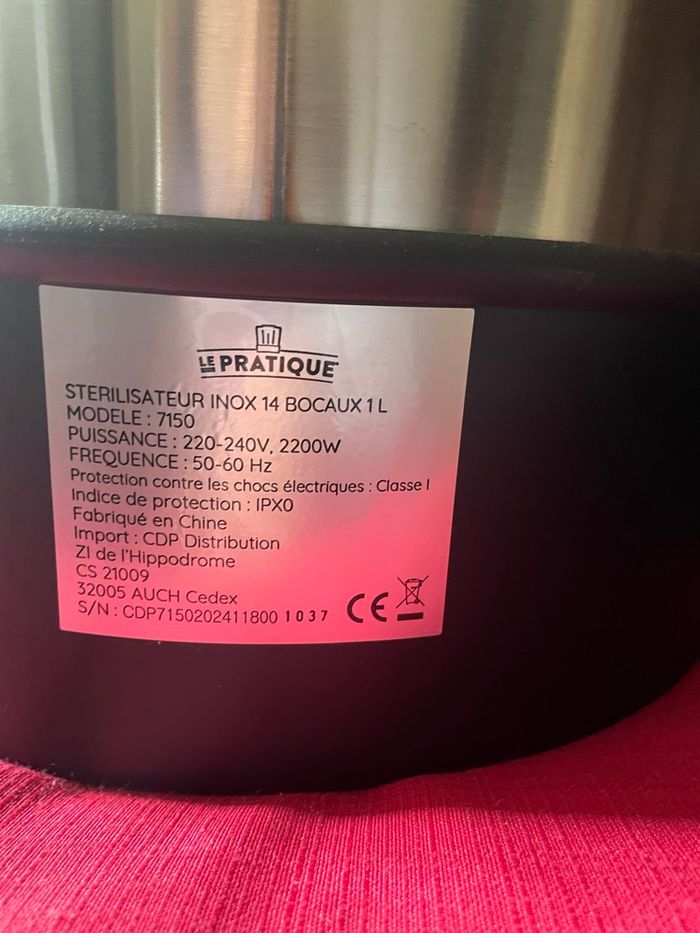 LE PRATIQUE
STERILISATEUR INOX 14 BOCAUX 1 L
MODELE : 7150
PUISSANCE : 220-240V, 2200W
FREQUENCE : 50-60 Hz
Protection contre les chocs électriques : Classe I
Indice de protection : IPX0
Fabriqué en Chine
Import : CDP Distribution
ZI de l'Hippodrome
CS 21009
32005 AUCH Cedex
S/N : CDP7150202411800 1037
CE